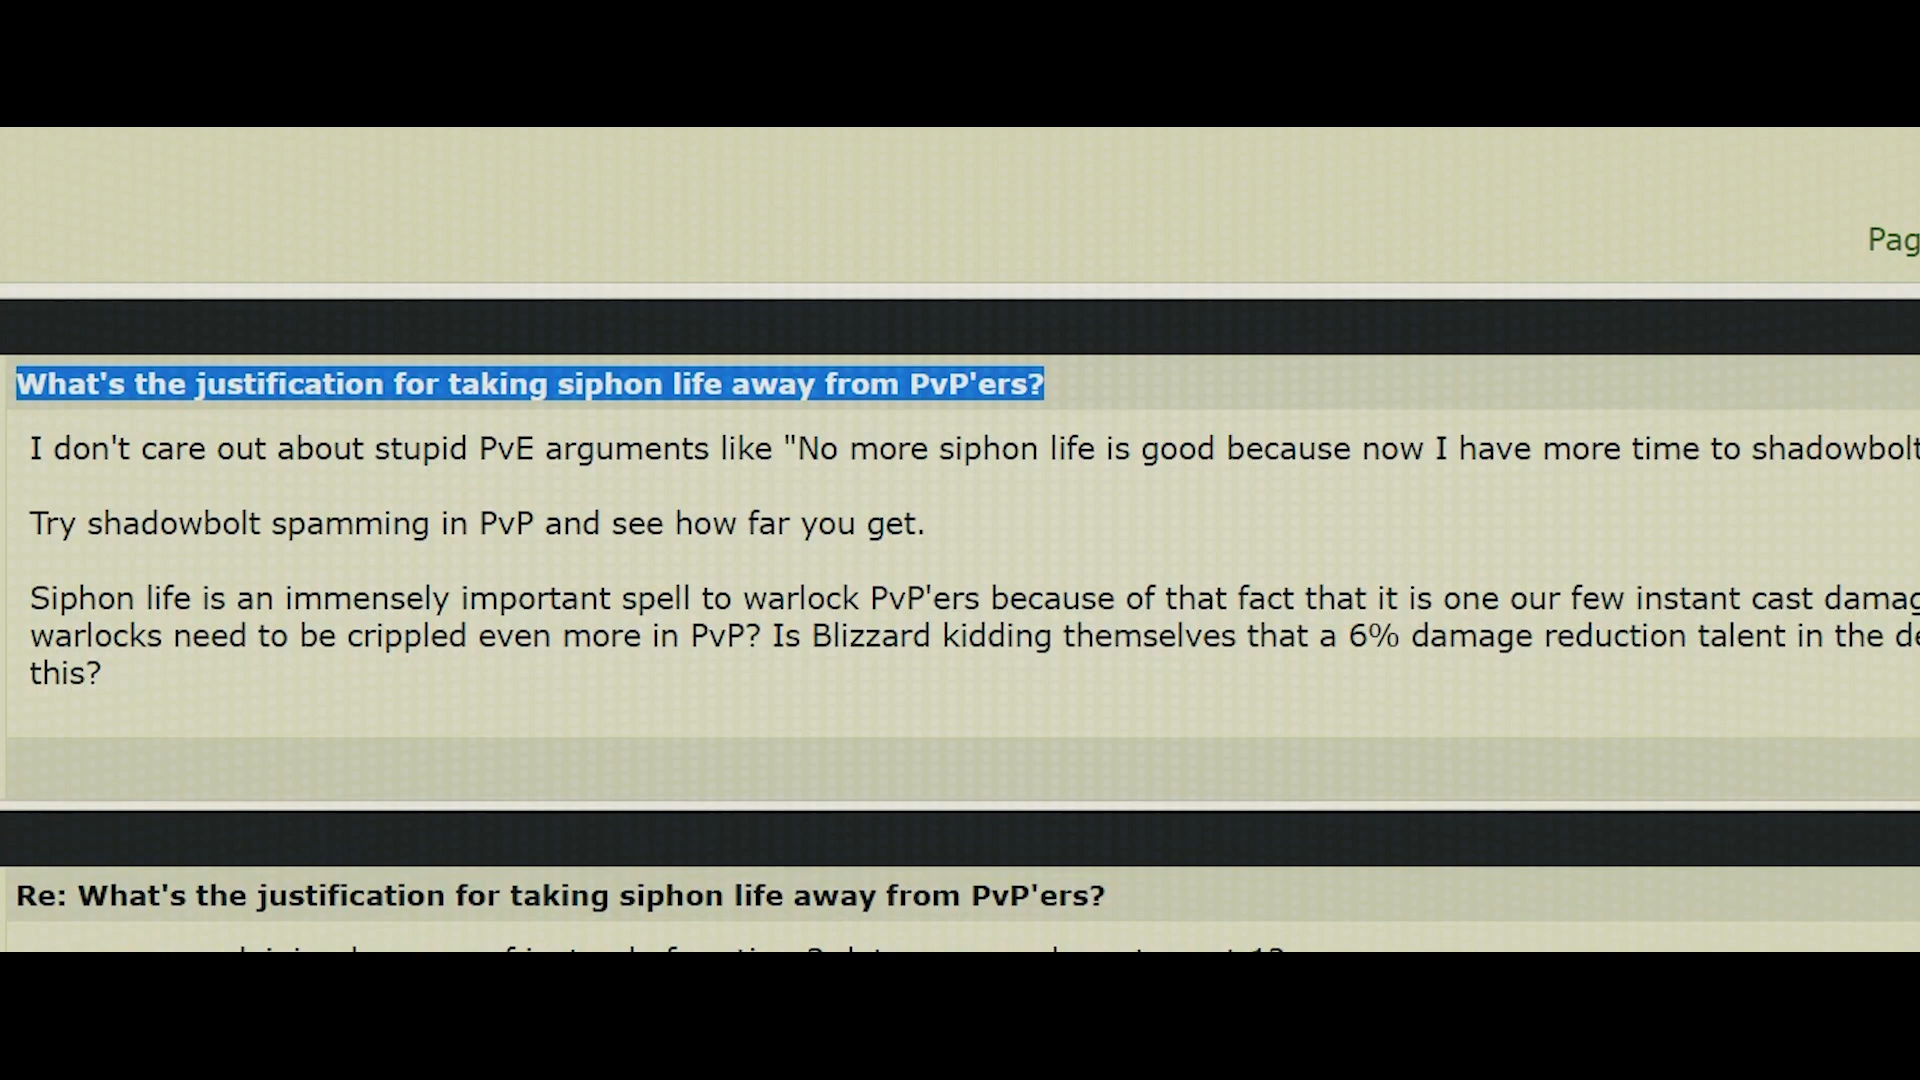 Pag
What's the justification for taking siphon life away from PvP'ers?
I don't care out about stupid PvE arguments like "No more siphon life is good because now I have more time to shadowbolt
Try shadowbolt spamming in PvP and see how far you get.
Siphon life is an immensely important spell to warlock PvP'ers because of that fact that it is one our few instant cast damag
warlocks need to be crippled even more in PvP? Is Blizzard kidding themselves that a 6% damage reduction talent in the de
this?
Re: What's the justification for taking siphon life away from PvP'ers?